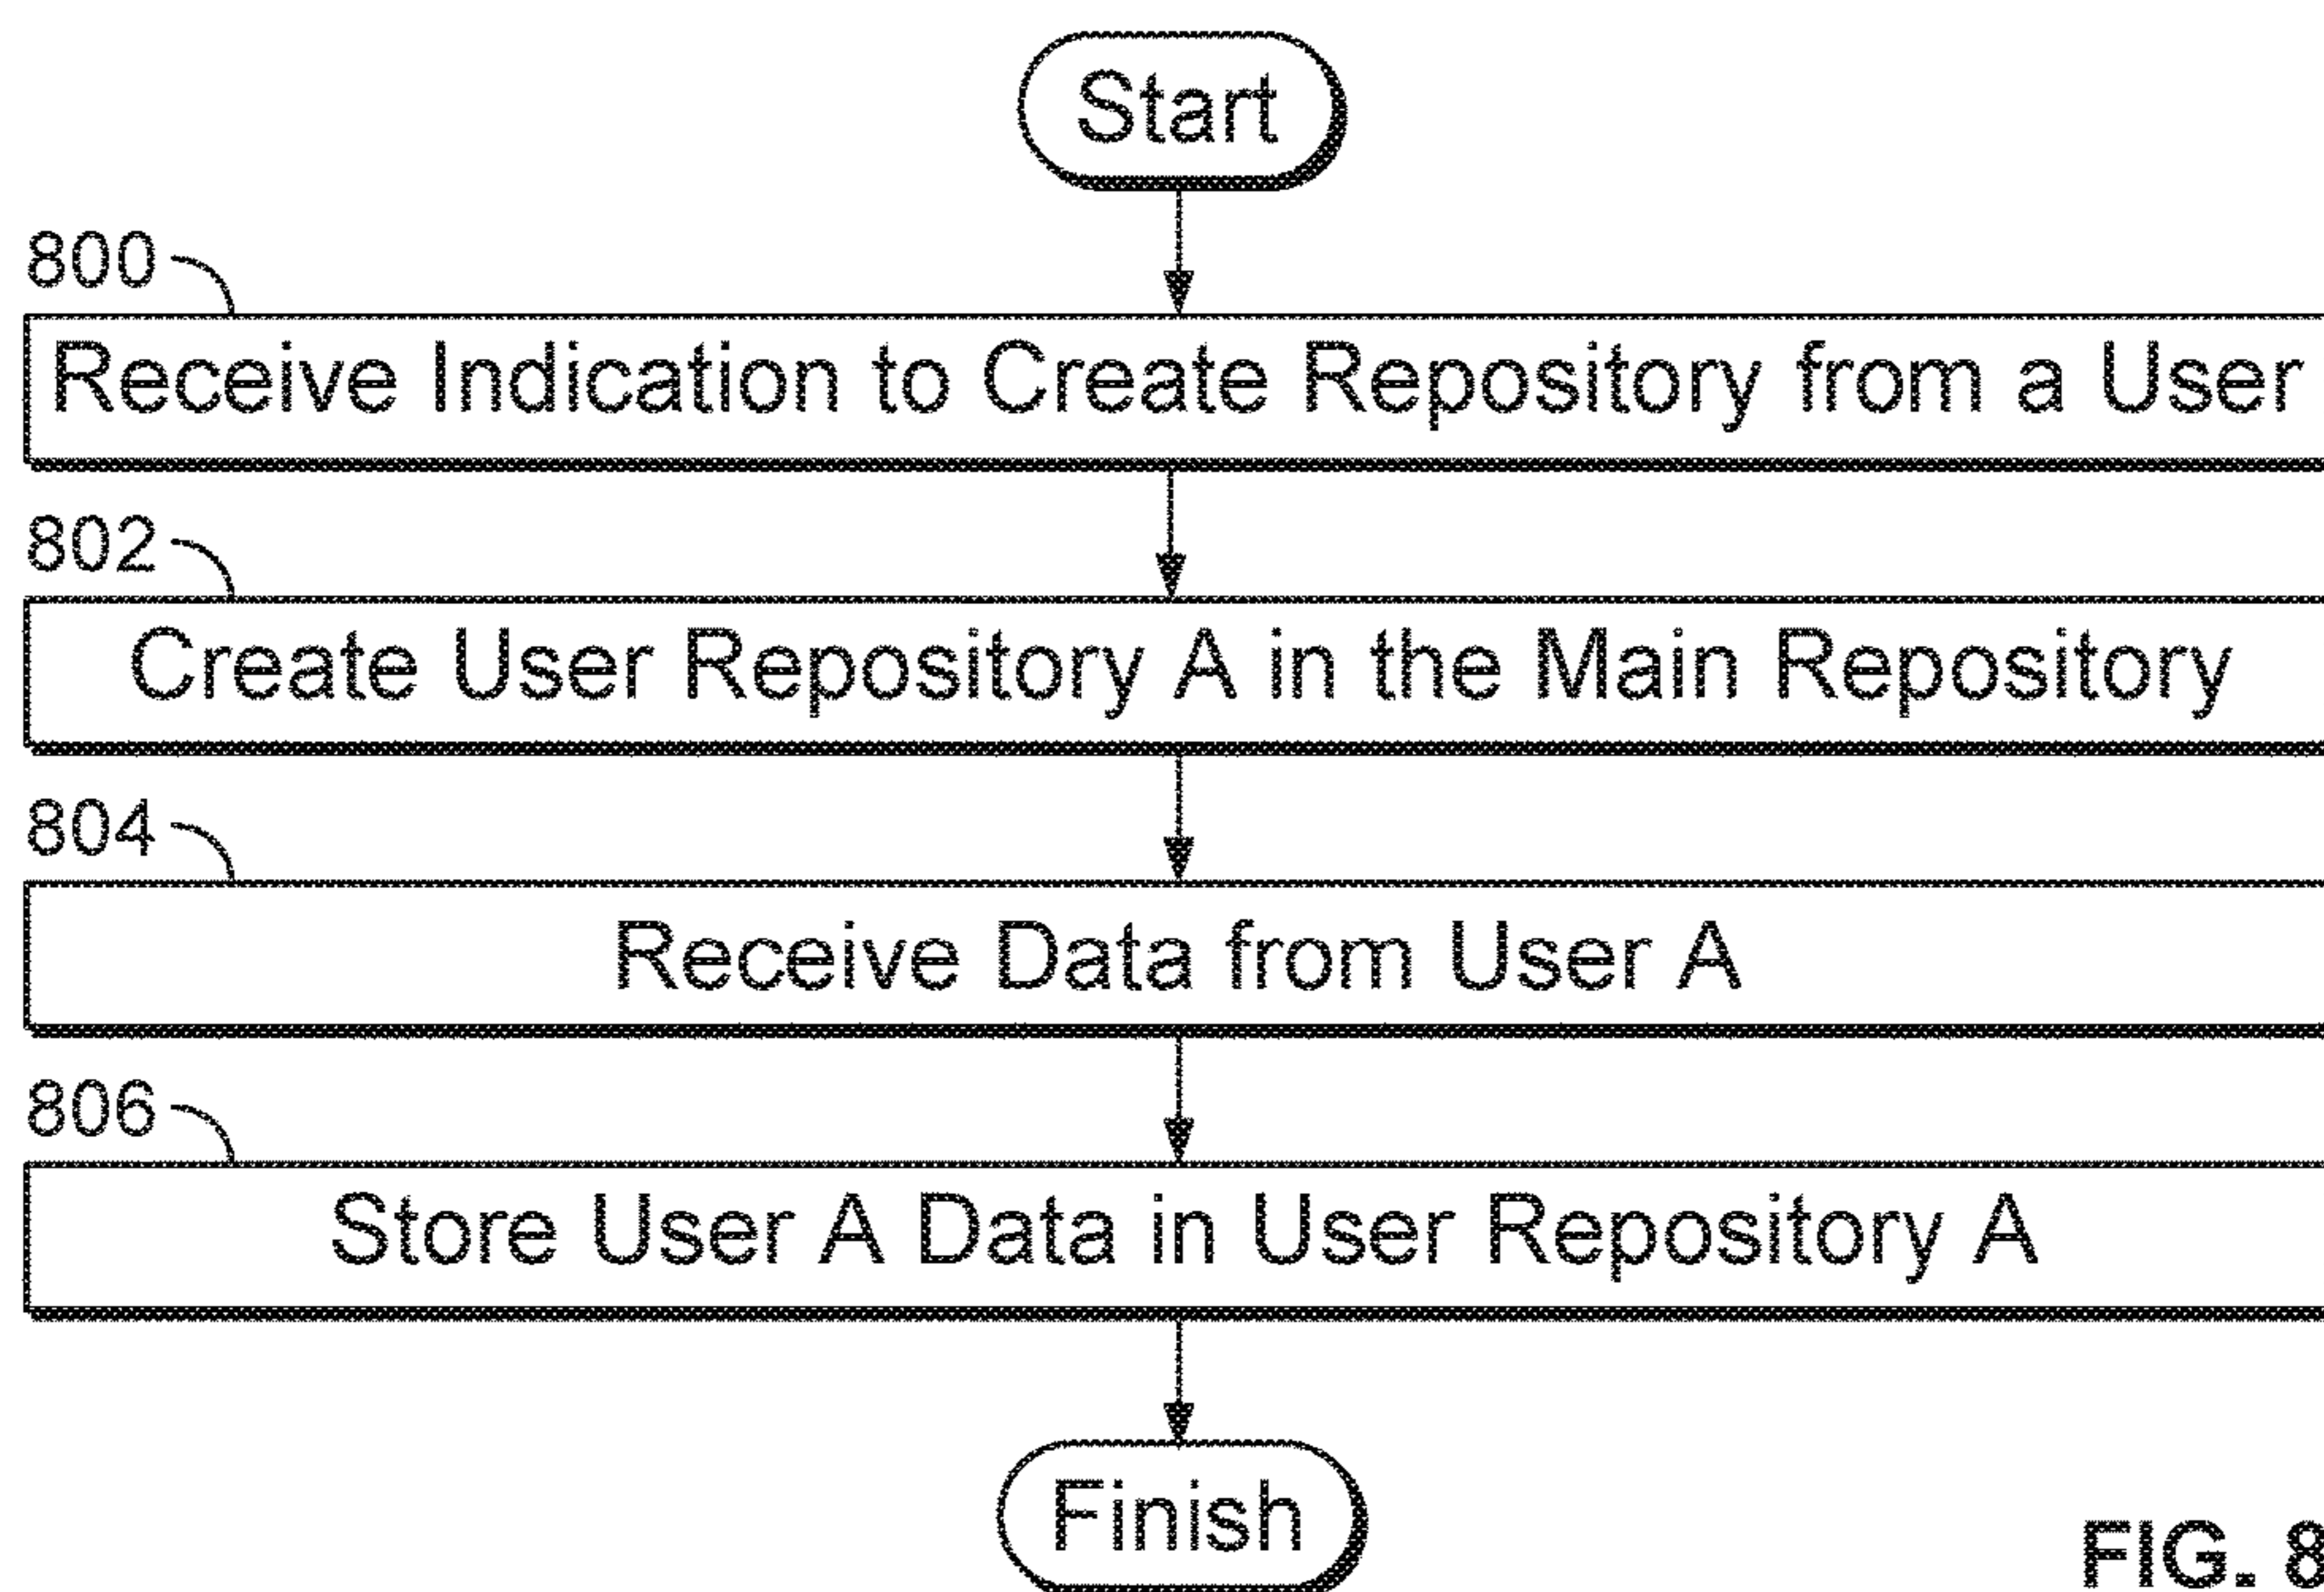 Start
800
Receive Indication to Create Repository from a User
802
Create User Repository A in the Main Repository
804
Receive Data from User A
806
Store User A Data in User Repository A
Finish
FIG. 8